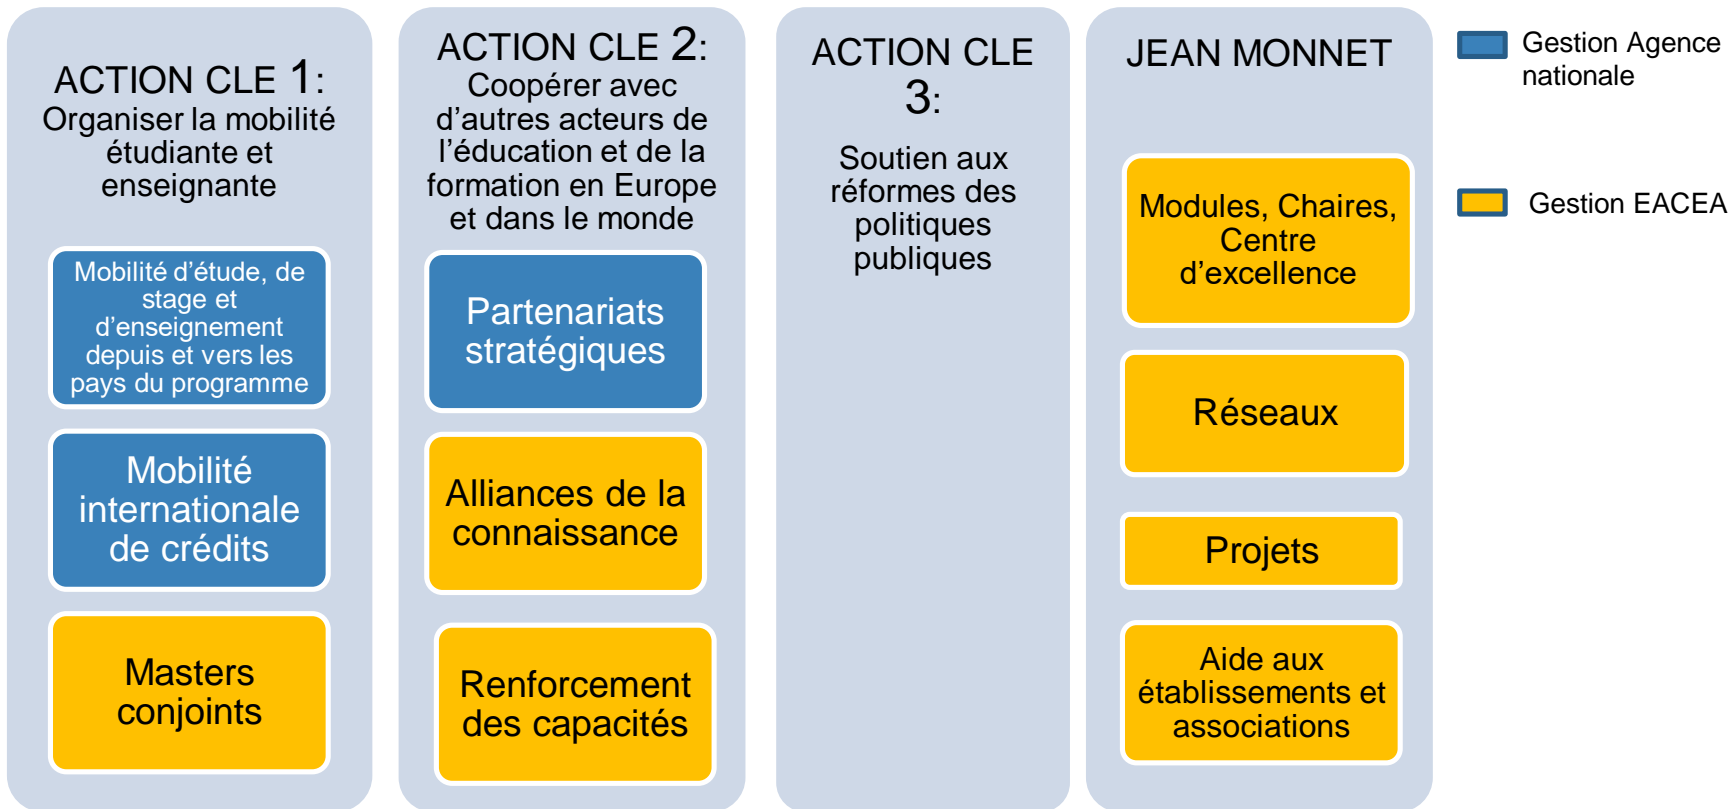 ACTION CLE 1:
Organiser la mobilité
étudiante et
enseignante
Mobilité d’étude, de
stage et
d’enseignement
depuis et vers les
pays du programme
Mobilité
internationale
de crédits
Masters
conjoints
ACTION CLE 2:
Coopérer avec
d’autres acteurs de
l’éducation et de la
formation en Europe
et dans le monde
Partenariats
stratégiques
Alliances de la
connaissance
Renforcement
des capacités
ACTION CLE
3:
Soutien aux
réformes des
politiques
publiques
JEAN MONNET
Modules, Chaires,
Centre
d’excellence
Réseaux
Projets
Aide aux
établissements et
associations
Gestion Agence
nationale
Gestion EACEA